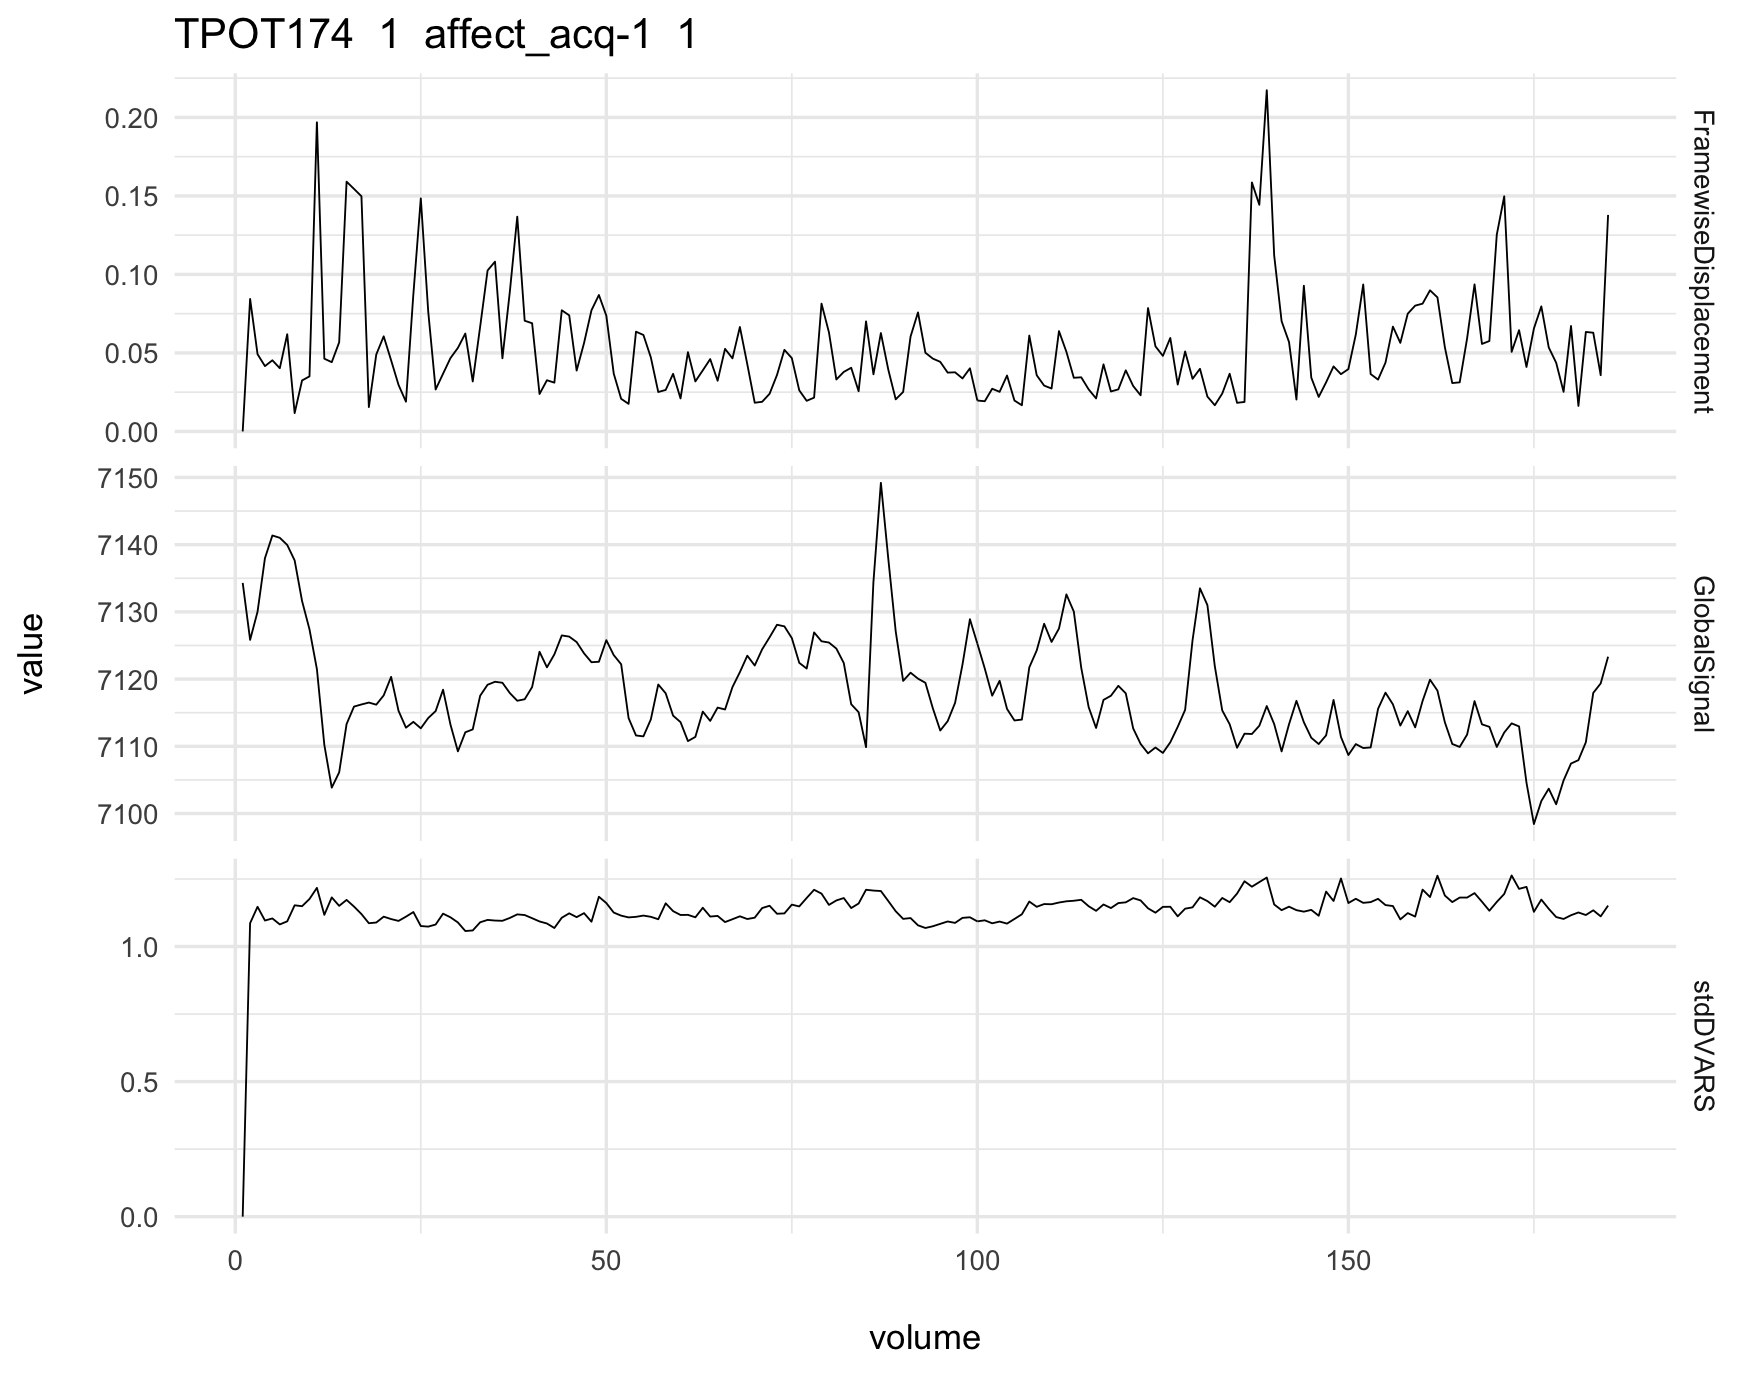 TPOT174  1  affect_acq-1  1
0.20
0.15
0.10
0.05
0.00
FramewiseDisplacement
7150
7140
7130
7120
7110
7100
GlobalSignal
value
1.0
0.5
0.0
stdDVARS
0 50 100 150
volume